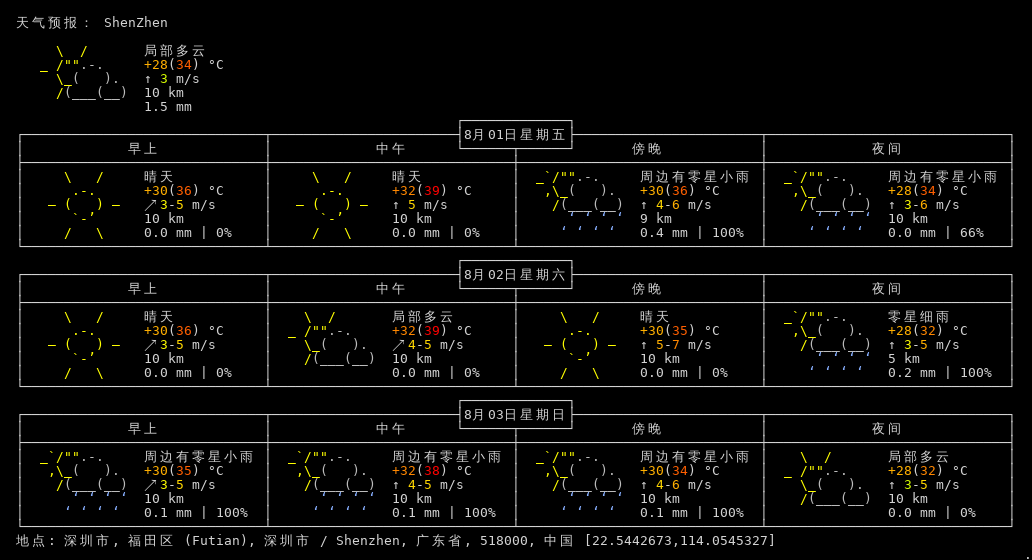 天气预报： ShenZhen
局部多云
+28(34) °C
↑ 3 m/s
10 km
1.5 mm
8月01日星期五
早上 中午 傍晚 夜间
晴天 晴天 周边有零星小雨 周边有零星小雨
+30(36) °C +32(39) °C +30(36) °C +28(34) °C
↗ 3-5 m/s ↑ 5 m/s ↑ 4-6 m/s ↑ 3-6 m/s
10 km 10 km 9 km 10 km
0.0 mm | 0% 0.0 mm | 0% 0.4 mm | 100% 0.0 mm | 66%
8月02日星期六
早上 中午 傍晚 夜间
晴天 局部多云 晴天 零星细雨
+30(36) °C +32(39) °C +30(35) °C +28(32) °C
↗ 3-5 m/s ↗ 4-5 m/s ↑ 5-7 m/s ↑ 3-5 m/s
10 km 10 km 10 km 5 km
0.0 mm | 0% 0.0 mm | 0% 0.0 mm | 0% 0.2 mm | 100%
8月03日星期日
早上 中午 傍晚 夜间
周边有零星小雨 周边有零星小雨 周边有零星小雨 局部多云
+30(35) °C +32(38) °C +30(34) °C +28(32) °C
↗ 3-5 m/s ↑ 4-5 m/s ↑ 4-6 m/s ↑ 3-5 m/s
10 km 10 km 10 km 10 km
0.1 mm | 100% 0.1 mm | 100% 0.1 mm | 100% 0.0 mm | 0%
地点: 深圳市, 福田区 (Futian), 深圳市 / Shenzhen, 广东省, 518000, 中国 [22.5442673,114.0545327]